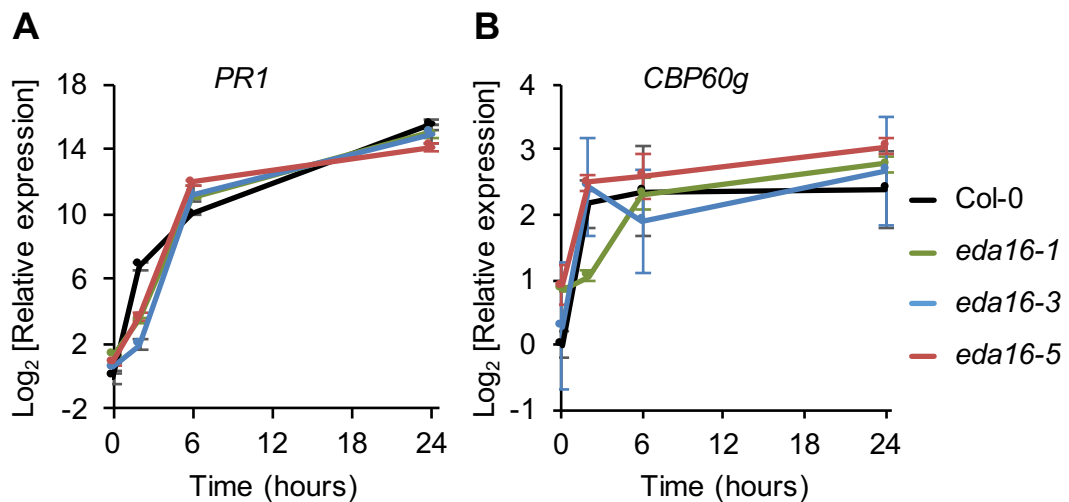 A
PR1
Log₂ [Relative expression]
18
14
10
6
2
-2
0
6
12
18
24
Time (hours)
B
CBP60g
Log₂ [Relative expression]
4
3
2
1
0
-1
0
6
12
18
24
Time (hours)
Col-0
eda16-1
eda16-3
eda16-5